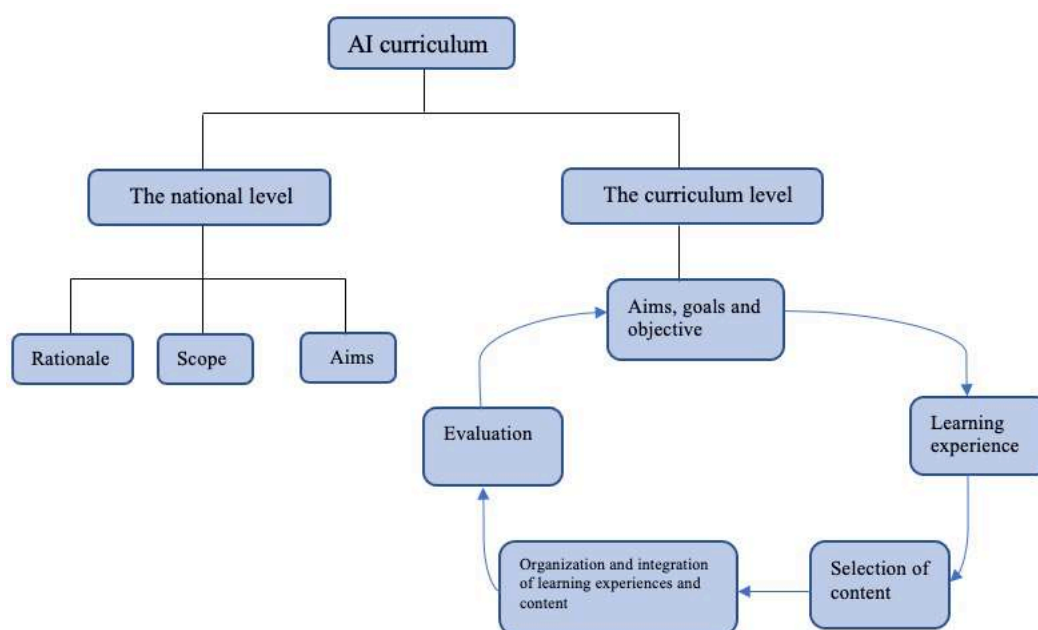 AI curriculum
The national level
The curriculum level
Rationale
Scope
Aims
Aims, goals and
objective
Learning
experience
Selection of
content
Organization and integration
of learning experiences and
content
Evaluation